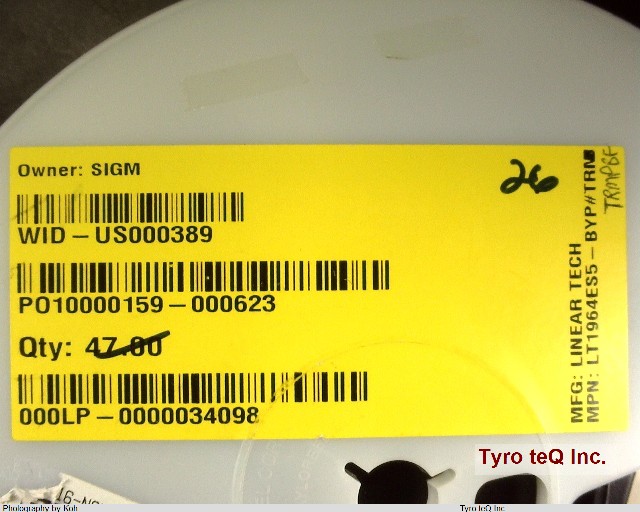 Owner: SIGM
26
WID-US000389
PO10000159-000623
Qty: 47.00
000LP-0000034098
MFG: LINEAR TECH
MPN: LT1964ES5-BYP#TRM
TRMPBF
Tyro teQ Inc.
Photography by Koh
Tyro teQ Inc